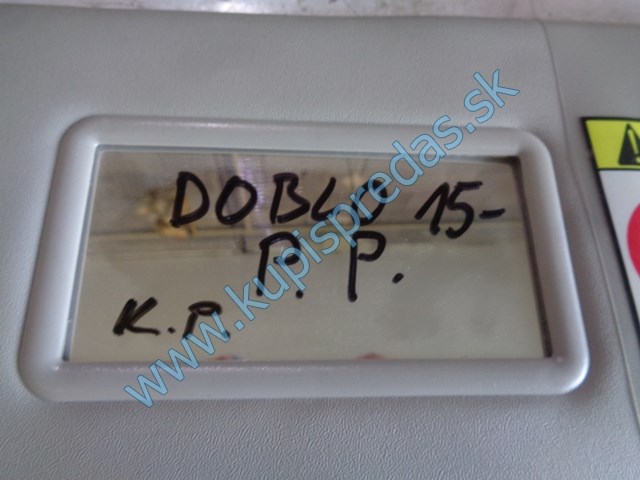 DOBLO 15-
P. P.
K.P.
www.kupispredas.sk